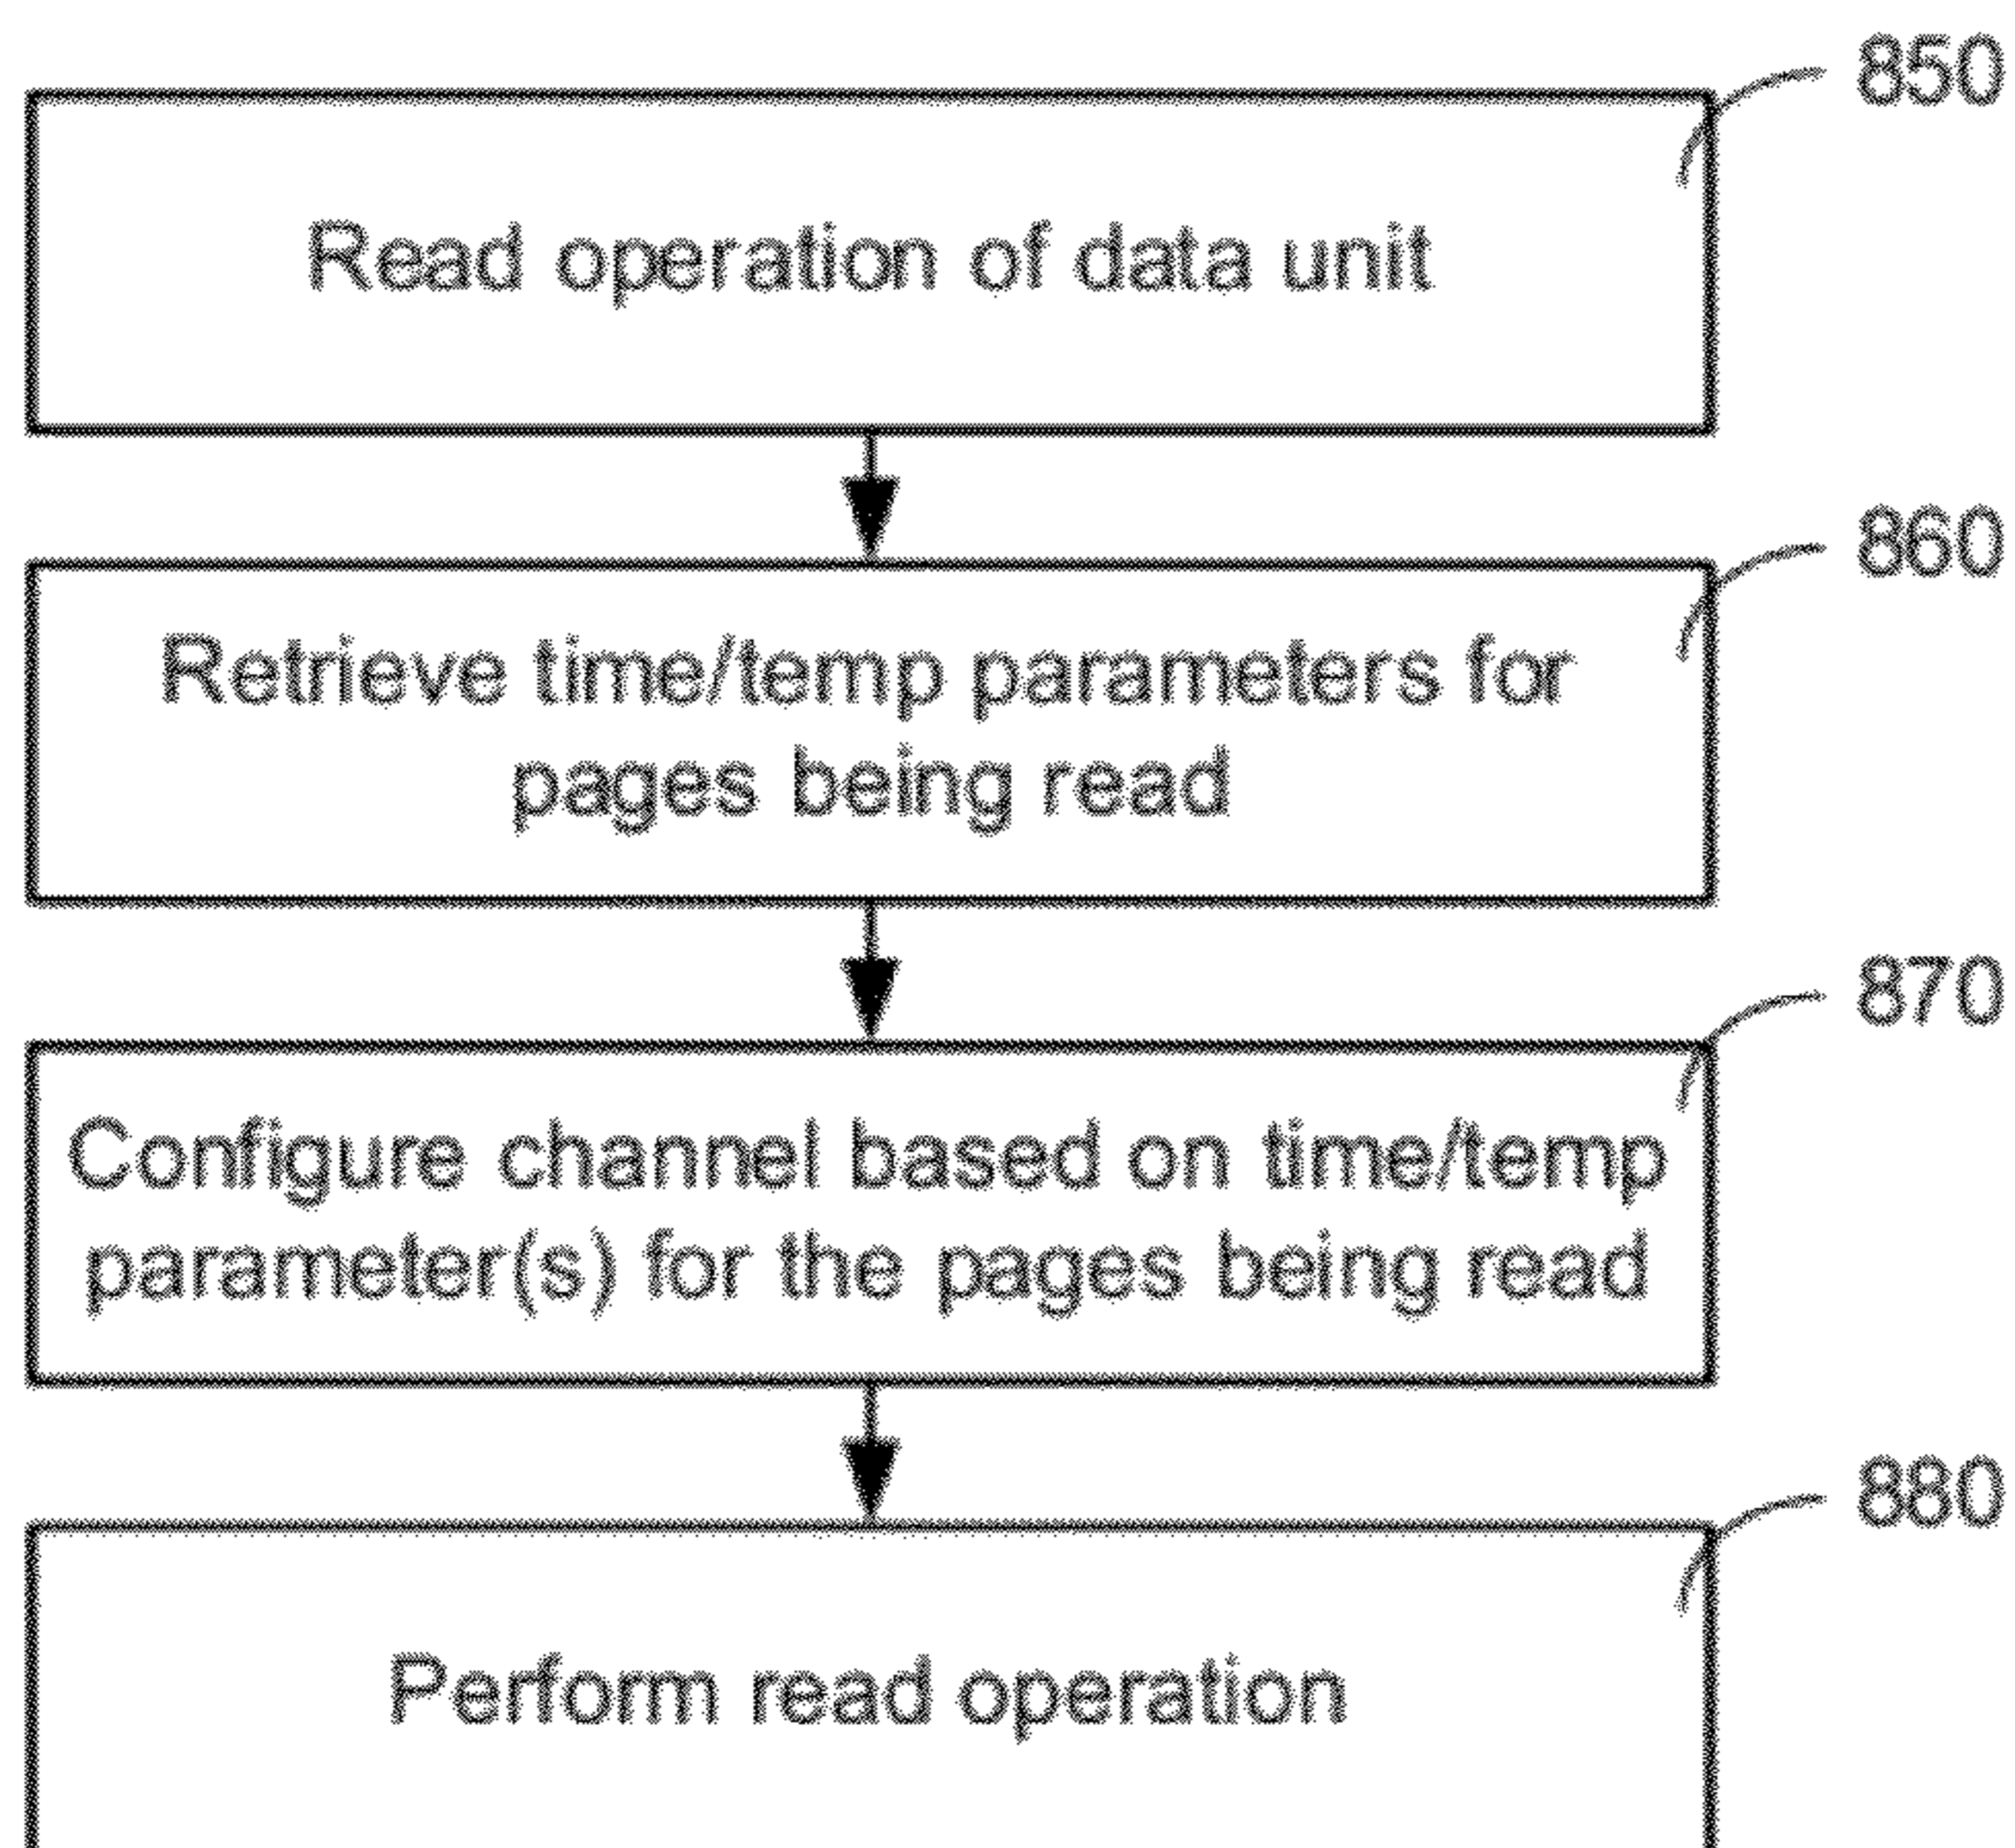 850
Read operation of data unit
860
Retrieve time/temp parameters for
pages being read
870
Configure channel based on time/temp
parameter(s) for the pages being read
880
Perform read operation